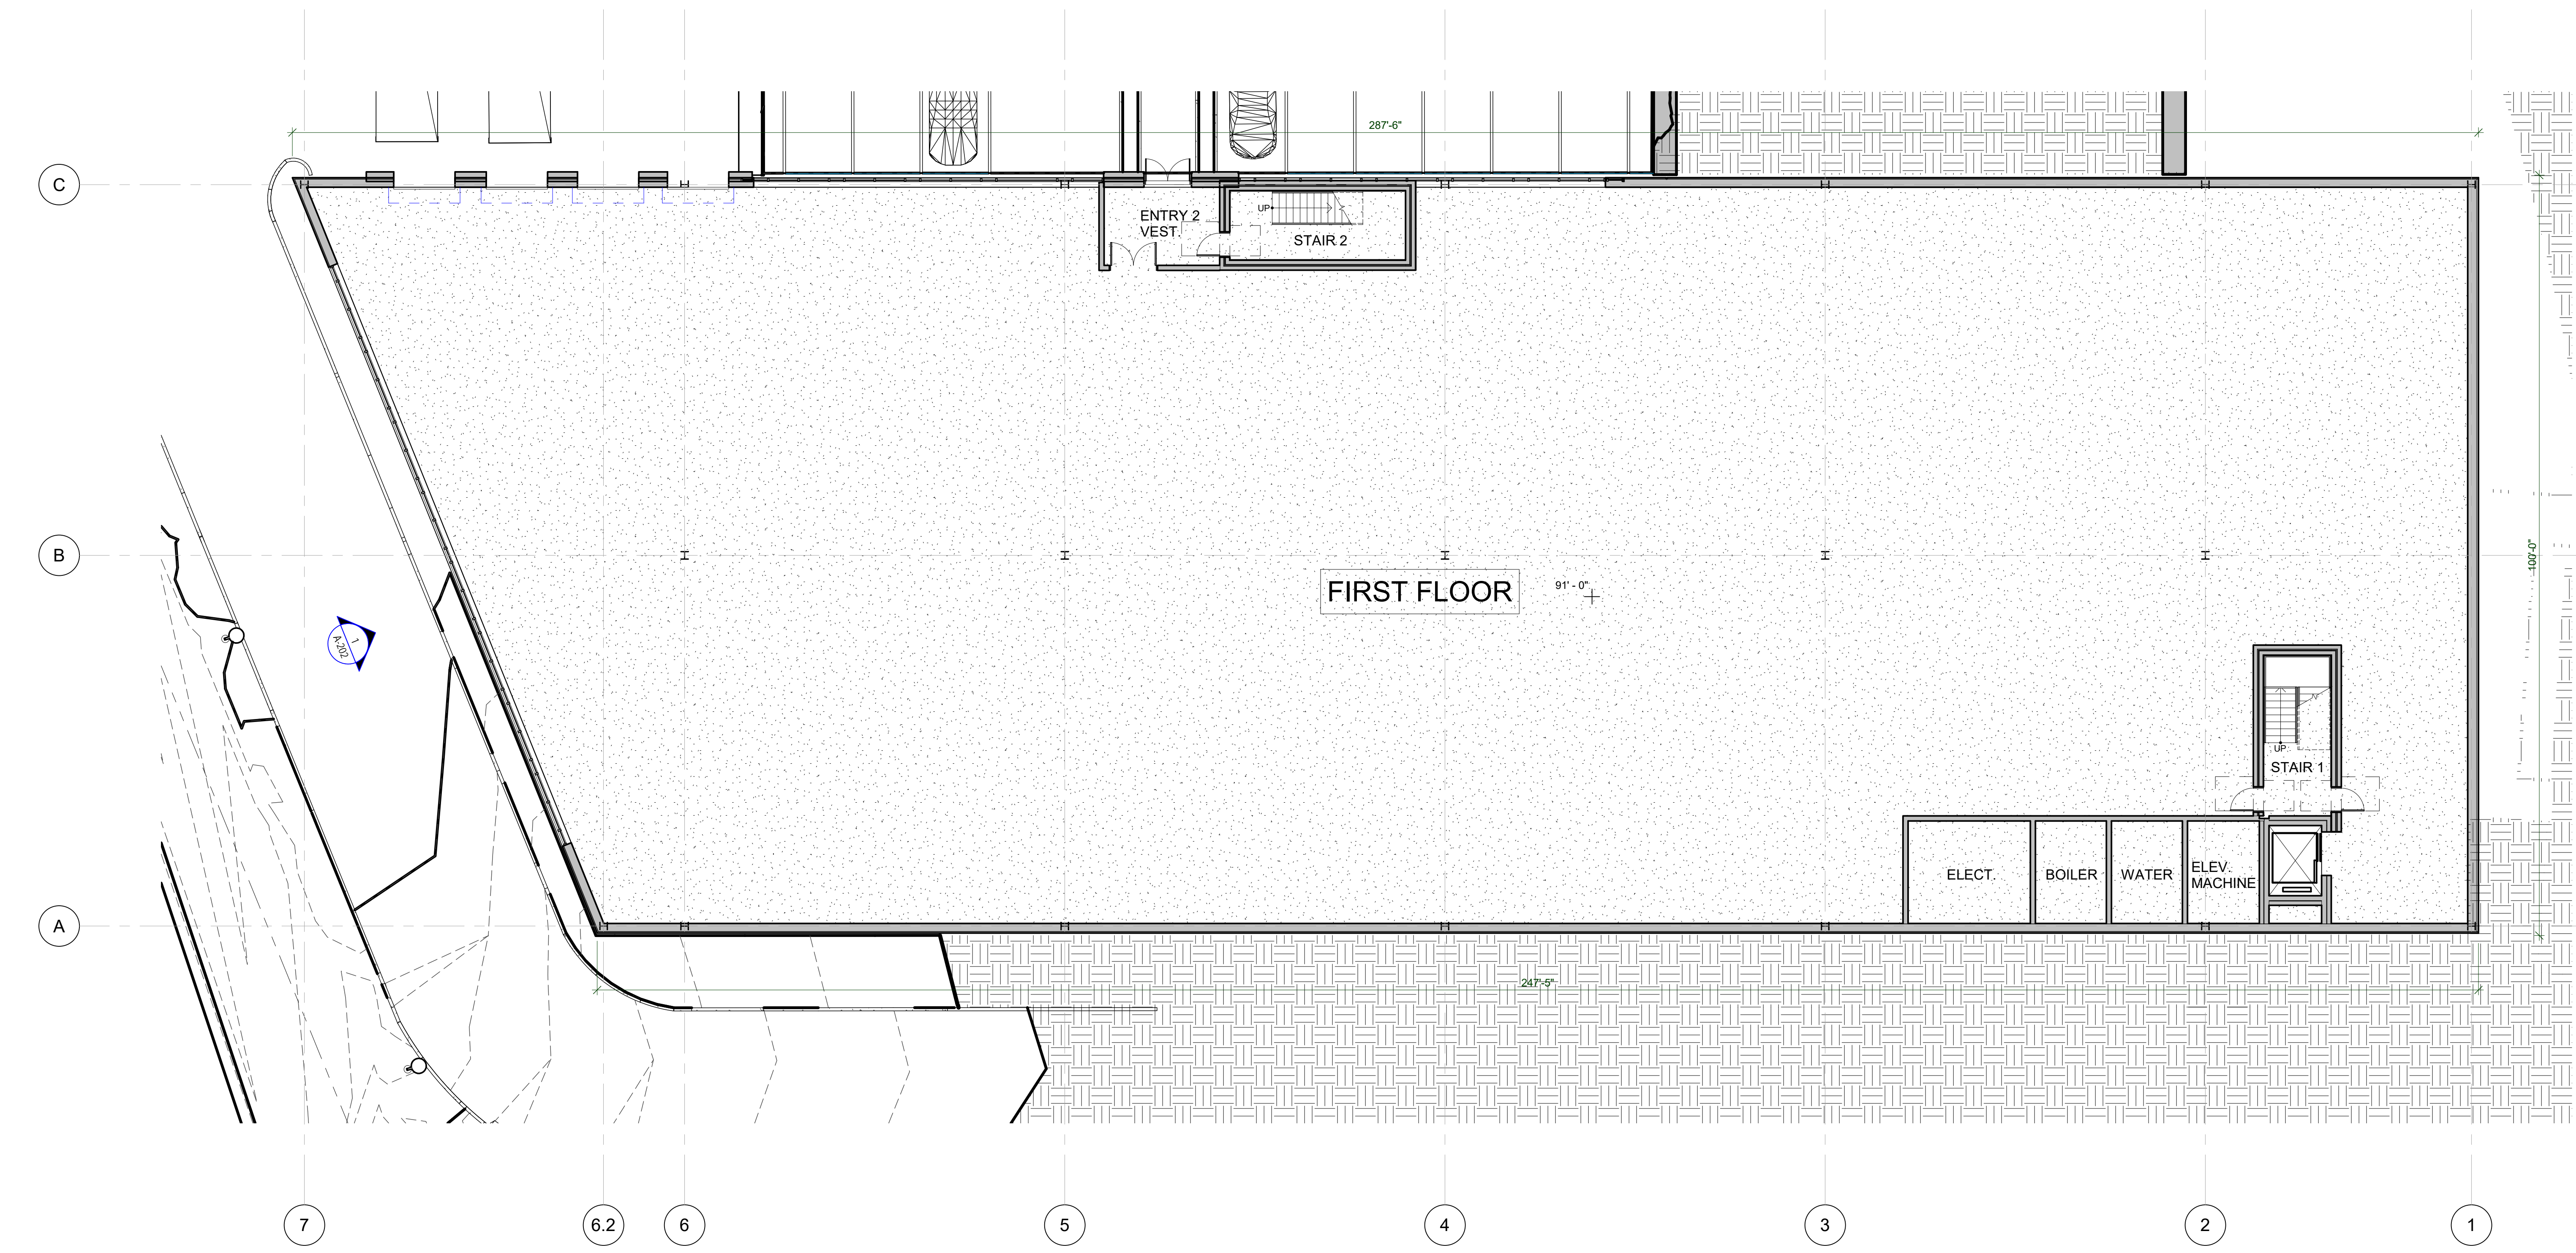 287'-6"
C
ENTRY 2
VEST.
UP
STAIR 2
B
100'-0"
FIRST FLOOR
91' - 0"
1
A-202
UP
STAIR 1
ELECT.
BOILER
WATER
ELEV.
MACHINE
A
247'-5"
7
6.2
6
5
4
3
2
1